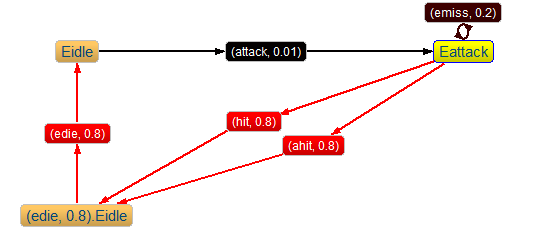 (emiss, 0.2)
Eidle
(attack, 0.01)
Eattack
(hit, 0.8)
(edie, 0.8)
(ahit, 0.8)
(edie, 0.8).Eidle